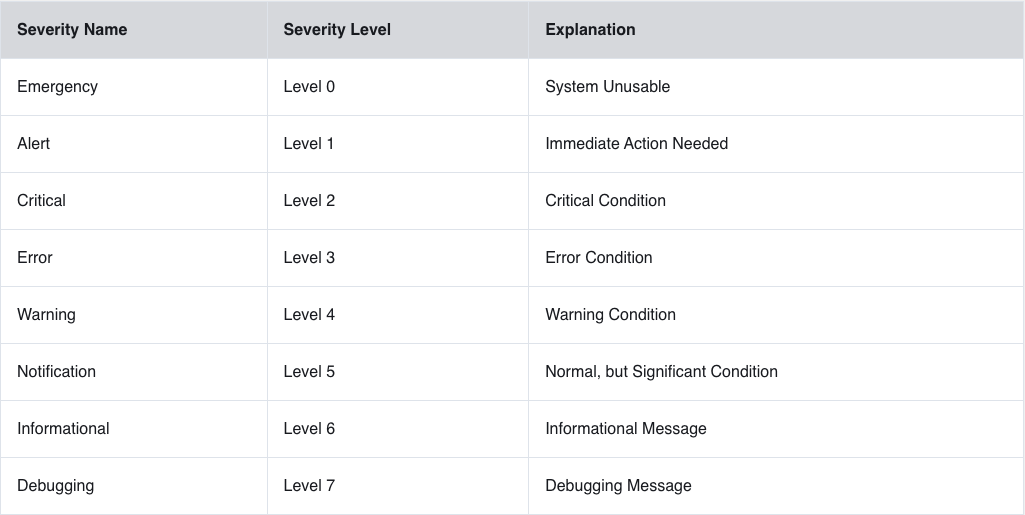 Severity Name Severity Level Explanation
Emergency Level 0 System Unusable
Alert Level 1 Immediate Action Needed
Critical Level 2 Critical Condition
Error Level 3 Error Condition
Warning Level 4 Warning Condition
Notification Level 5 Normal, but Significant Condition
Informational Level 6 Informational Message
Debugging Level 7 Debugging Message